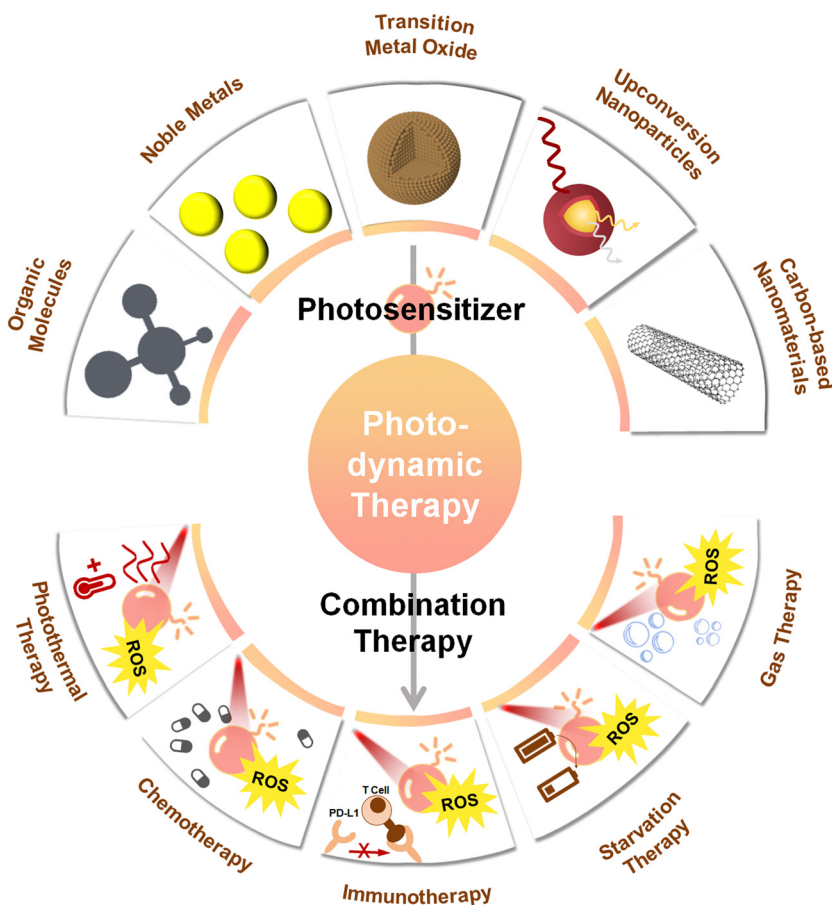 Transition
Metal Oxide
Noble Metals
Upconversion
Nanoparticles
Organic
Molecules
Carbon-based
Nanomaterials
Photosensitizer
Photo-
dynamic
Therapy
Combination
Therapy
Photothermal
Therapy
ROS
Chemotherapy
ROS
Immunotherapy
T Cell
PD-L1
ROS
Starvation
Therapy
ROS
Gas Therapy
ROS